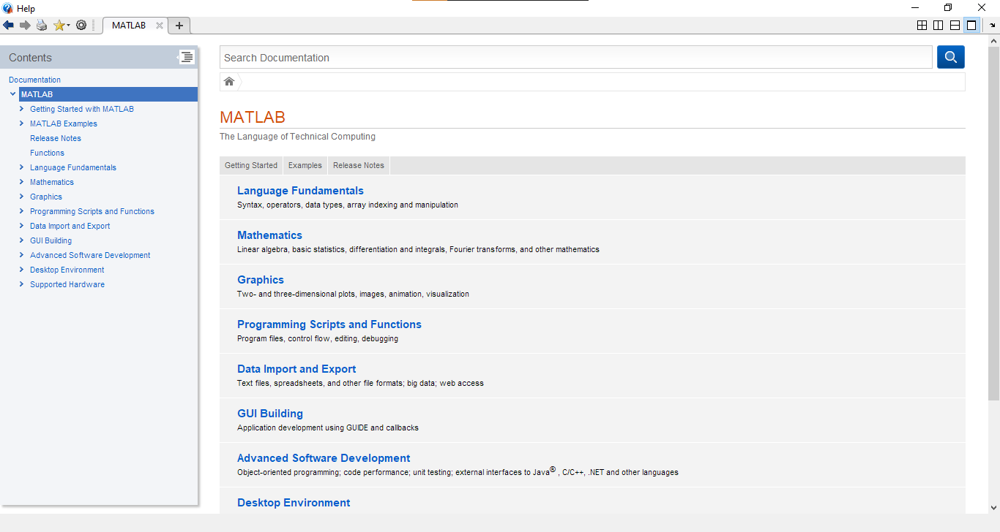 Help
MATLAB
Contents
Documentation
MATLAB
Getting Started with MATLAB
MATLAB Examples
Release Notes
Functions
Language Fundamentals
Mathematics
Graphics
Programming Scripts and Functions
Data Import and Export
GUI Building
Advanced Software Development
Desktop Environment
Supported Hardware
Search Documentation
MATLAB
The Language of Technical Computing
Getting Started Examples Release Notes
Language Fundamentals
Syntax, operators, data types, array indexing and manipulation
Mathematics
Linear algebra, basic statistics, differentiation and integrals, Fourier transforms, and other mathematics
Graphics
Two- and three-dimensional plots, images, animation, visualization
Programming Scripts and Functions
Program files, control flow, editing, debugging
Data Import and Export
Text files, spreadsheets, and other file formats; big data; web access
GUI Building
Application development using GUIDE and callbacks
Advanced Software Development
Object-oriented programming; code performance; unit testing; external interfaces to Java® , C/C++, .NET and other languages
Desktop Environment